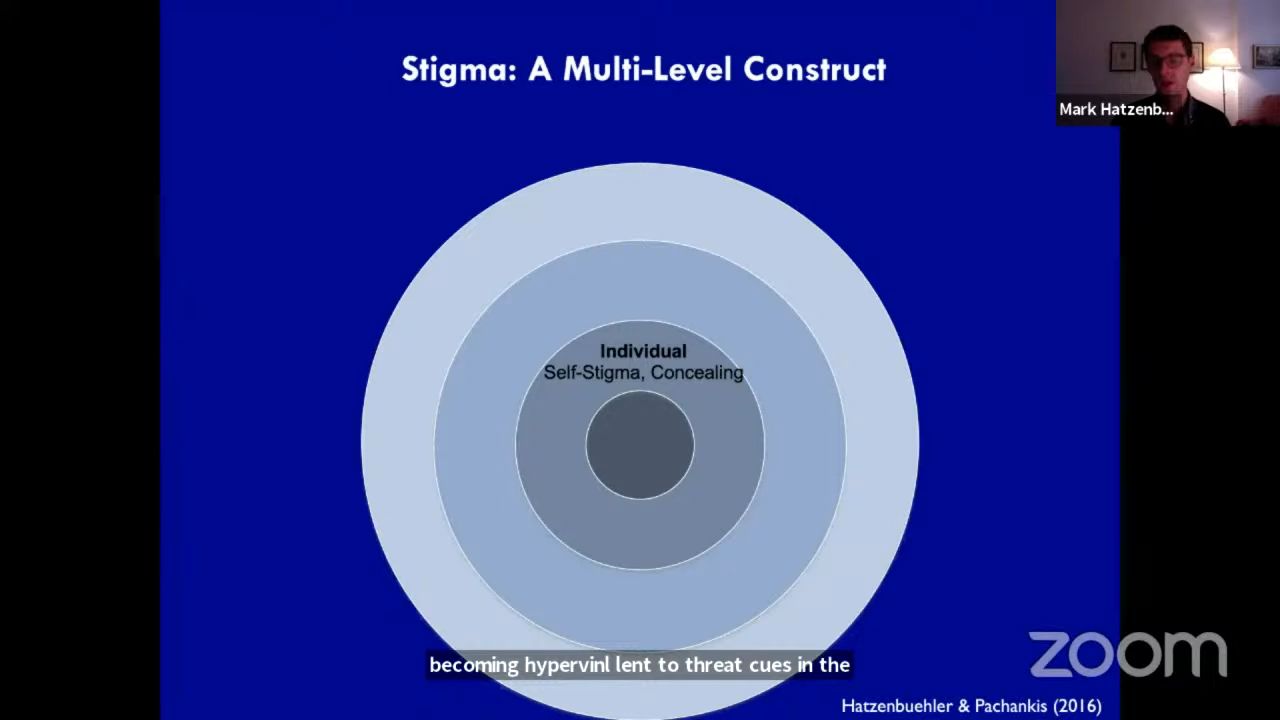 Stigma: A Multi-Level Construct
Mark Hatzenb...
Individual
Self-Stigma, Concealing
becoming hypervinl lent to threat cues in the
zoom
Hatzenbuehler & Pachankis (2016)